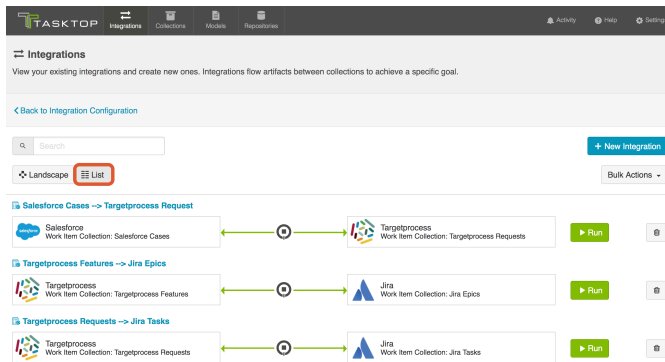 TASKTOP
Integrations Collections Models Repositories Activity Help Settings
Integrations
View your existing integrations and create new ones. Integrations flow artifacts between collections to achieve a specific goal.
Back to Integration Configuration
Search
+ New Integration
Landscape List Bulk Actions
Salesforce Cases --> Targetprocess Request
salesforce Salesforce Targetprocess Run
Work Item Collection: Salesforce Cases Work Item Collection: Targetprocess Requests
Targetprocess Features --> Jira Epics
Targetprocess Jira Run
Work Item Collection: Targetprocess Features Work Item Collection: Jira Epics
Targetprocess Requests --> Jira Tasks
Targetprocess Jira Run
Work Item Collection: Targetprocess Requests Work Item Collection: Jira Tasks